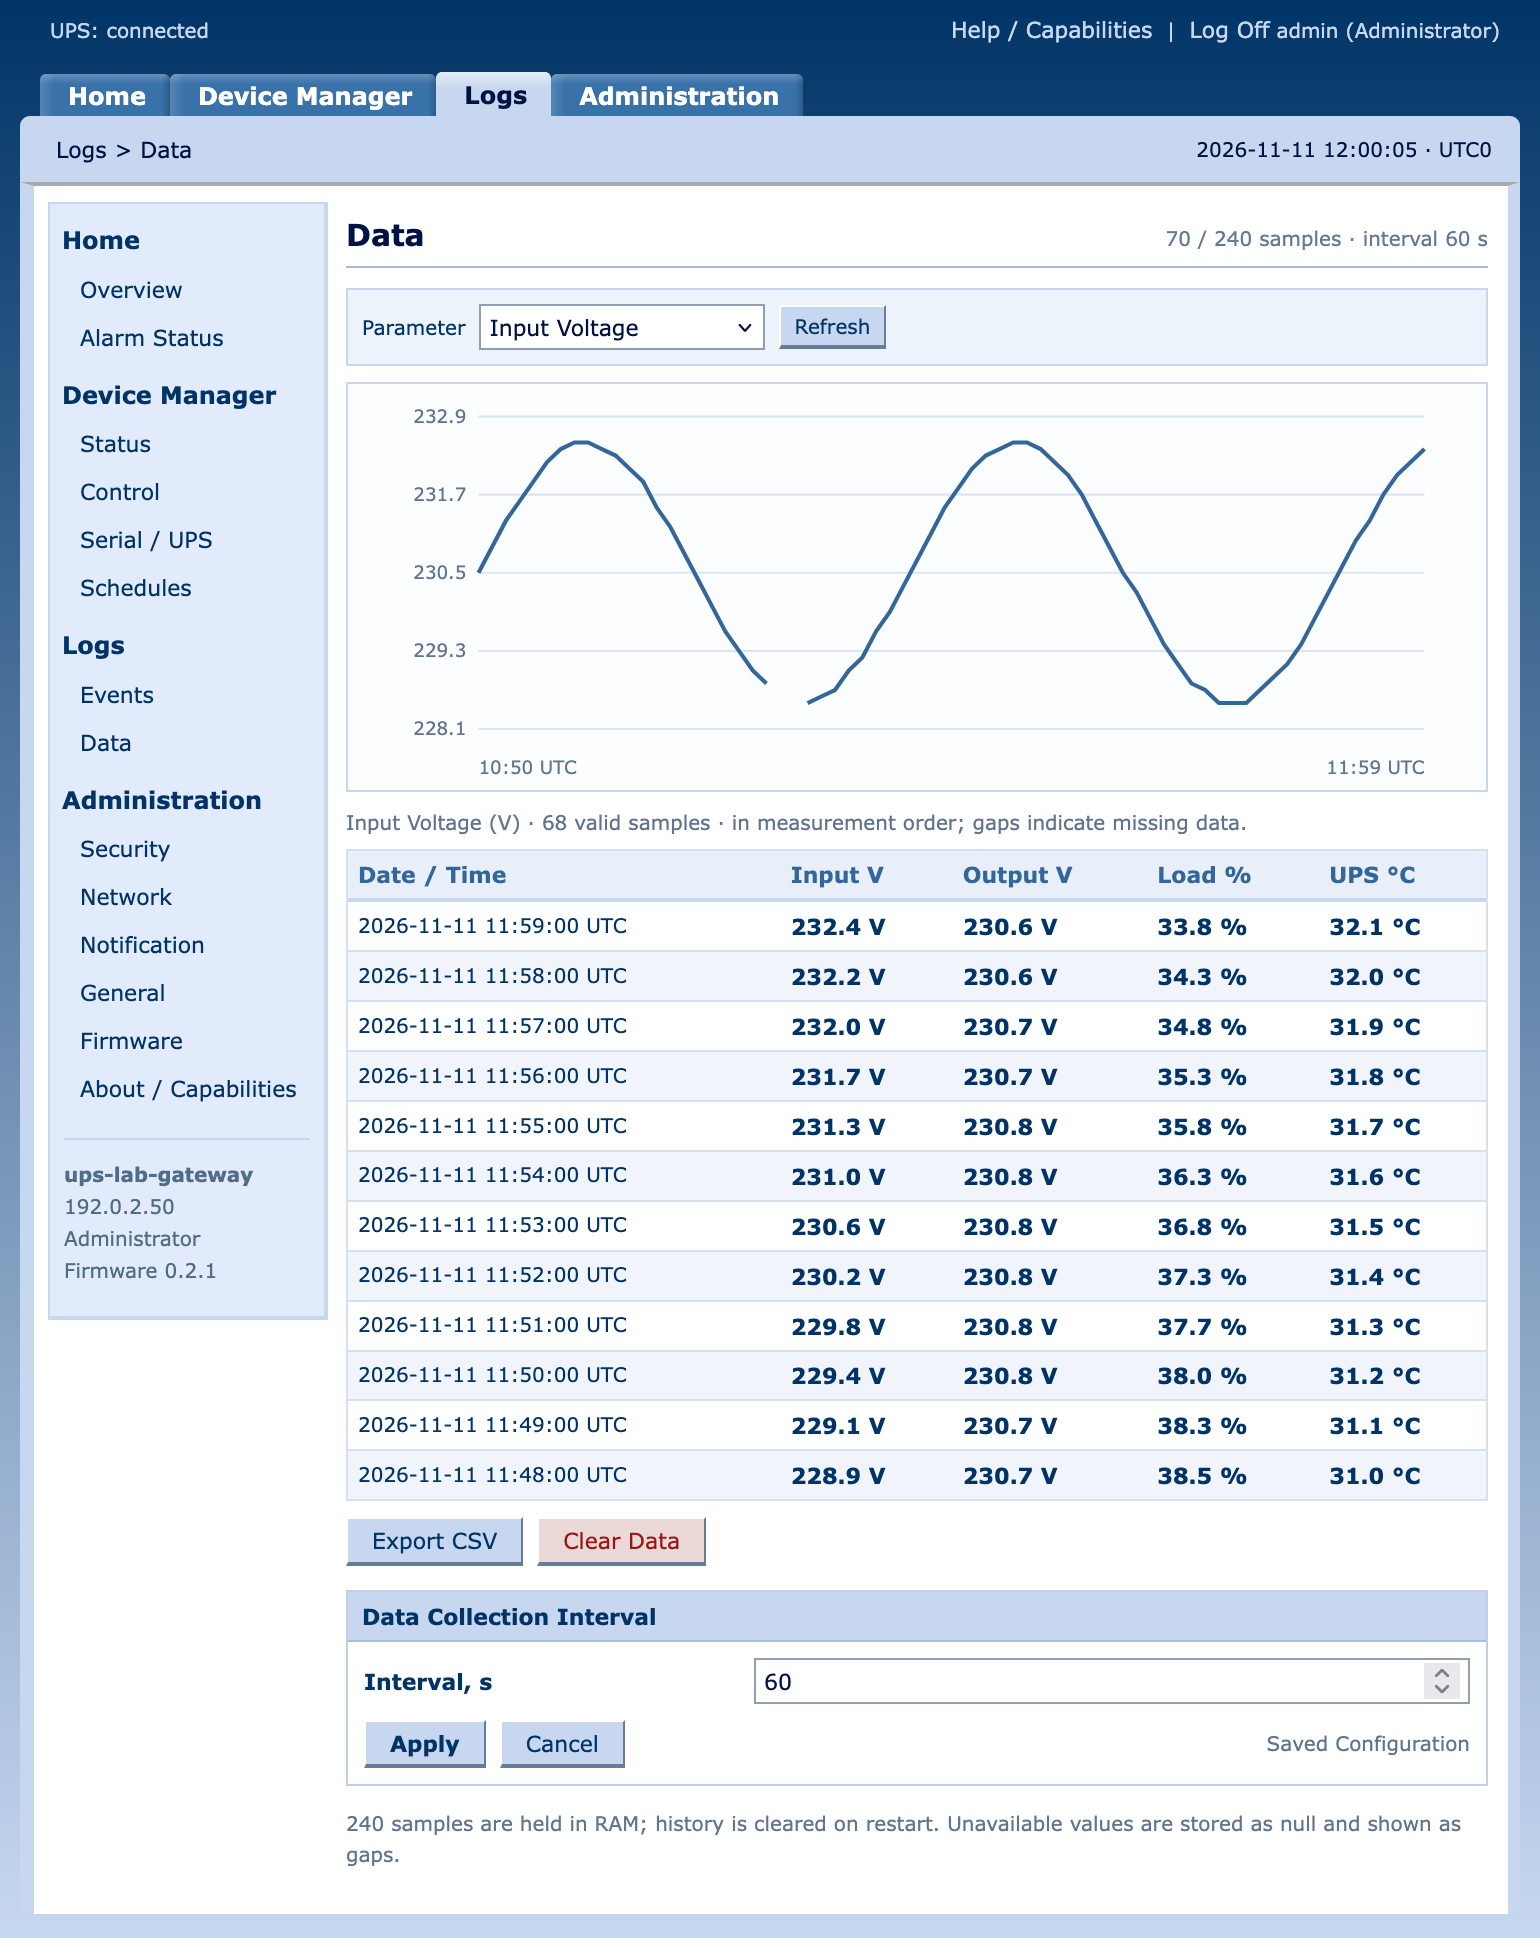 UPS: connected
Help / Capabilities | Log Off admin (Administrator)
Home Device Manager Logs Administration
Logs > Data
2026-11-11 12:00:05 · UTC0
Home
Overview
Alarm Status
Device Manager
Status
Control
Serial / UPS
Schedules
Logs
Events
Data
Administration
Security
Network
Notification
General
Firmware
About / Capabilities
ups-lab-gateway
192.0.2.50
Administrator
Firmware 0.2.1
Data
70 / 240 samples · interval 60 s
Parameter Input Voltage Refresh
232.9
231.7
230.5
229.3
228.1
10:50 UTC 11:59 UTC
Input Voltage (V) · 68 valid samples · in measurement order; gaps indicate missing data.
Date / Time Input V Output V Load % UPS °C
2026-11-11 11:59:00 UTC 232.4 V 230.6 V 33.8 % 32.1 °C
2026-11-11 11:58:00 UTC 232.2 V 230.6 V 34.3 % 32.0 °C
2026-11-11 11:57:00 UTC 232.0 V 230.7 V 34.8 % 31.9 °C
2026-11-11 11:56:00 UTC 231.7 V 230.7 V 35.3 % 31.8 °C
2026-11-11 11:55:00 UTC 231.3 V 230.8 V 35.8 % 31.7 °C
2026-11-11 11:54:00 UTC 231.0 V 230.8 V 36.3 % 31.6 °C
2026-11-11 11:53:00 UTC 230.6 V 230.8 V 36.8 % 31.5 °C
2026-11-11 11:52:00 UTC 230.2 V 230.8 V 37.3 % 31.4 °C
2026-11-11 11:51:00 UTC 229.8 V 230.8 V 37.7 % 31.3 °C
2026-11-11 11:50:00 UTC 229.4 V 230.8 V 38.0 % 31.2 °C
2026-11-11 11:49:00 UTC 229.1 V 230.7 V 38.3 % 31.1 °C
2026-11-11 11:48:00 UTC 228.9 V 230.7 V 38.5 % 31.0 °C
Export CSV Clear Data
Data Collection Interval
Interval, s 60
Apply Cancel Saved Configuration
240 samples are held in RAM; history is cleared on restart. Unavailable values are stored as null and shown as
gaps.